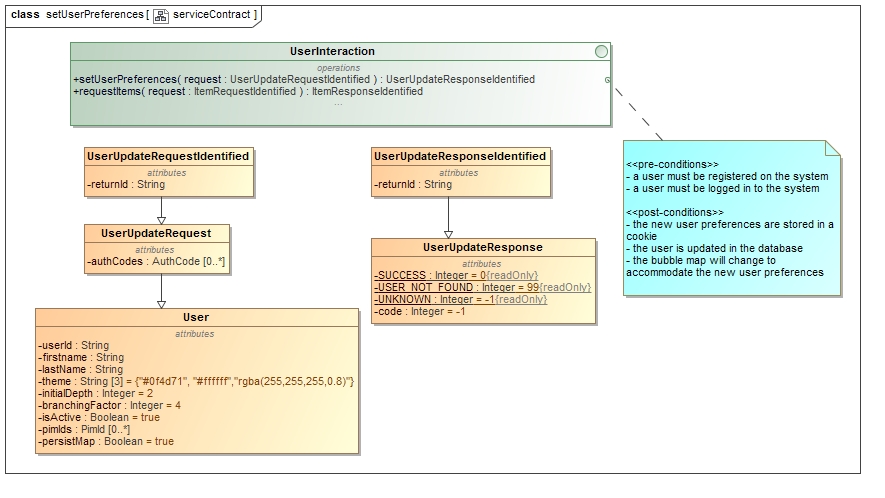 class setUserPreferences [ serviceContract ]
UserInteraction
operations
+setUserPreferences( request : UserUpdateRequestIdentified ) : UserUpdateResponseIdentified
+requestItems( request : ItemRequestIdentified ) : ItemResponseIdentified
...
UserUpdateRequestIdentified
attributes
-returnId : String
UserUpdateResponseIdentified
attributes
-returnId : String
<<pre-conditions>>
- a user must be registered on the system
- a user must be logged in to the system
<<post-conditions>>
- the new user preferences are stored in a
cookie
- the user is updated in the database
- the bubble map will change to
accommodate the new user preferences
UserUpdateRequest
attributes
-authCodes : AuthCode [0..*]
UserUpdateResponse
attributes
-SUCCESS : Integer = 0{readOnly}
-USER_NOT_FOUND : Integer = 99{readOnly}
-UNKNOWN : Integer = -1{readOnly}
-code : Integer = -1
User
attributes
-userId : String
-firstname : String
-lastName : String
-theme : String [3] = {"#0f4d71", "#ffffff","rgba(255,255,255,0.8)"}
-initialDepth : Integer = 2
-branchingFactor : Integer = 4
-isActive : Boolean = true
-pimIds : PimId [0..*]
-persistMap : Boolean = true